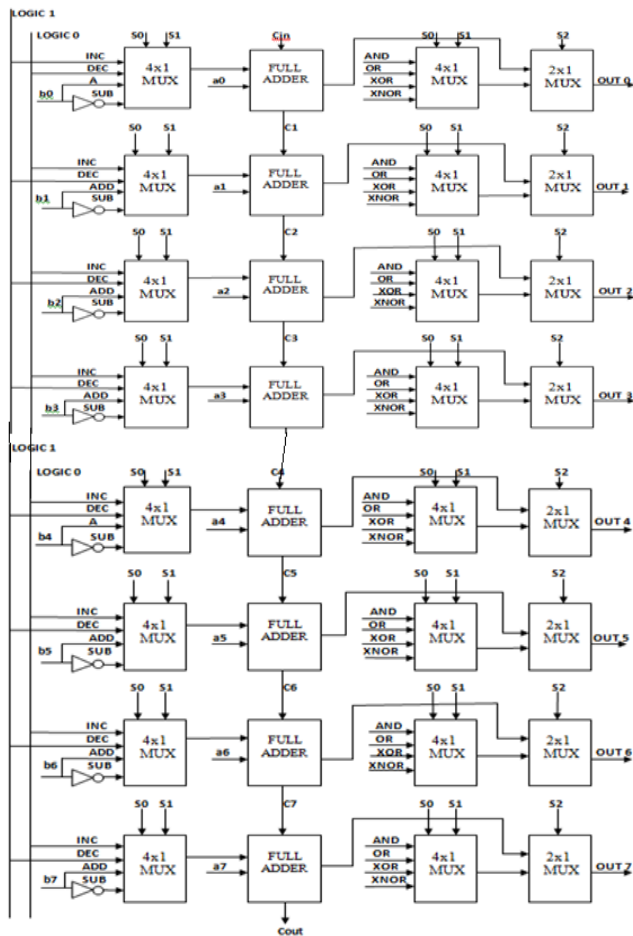 LOGIC 1
LOGIC 0 S0 S1 Cin S0 S1 S2
INC DEC A SUB b0 4x1 MUX a0 FULL ADDER AND OR XOR XNOR 4x1 MUX 2x1 MUX OUT 0
S0 S1 C1 S0 S1 S2
INC DEC ADD SUB b1 4x1 MUX a1 FULL ADDER AND OR XOR XNOR 4x1 MUX 2x1 MUX OUT 1
S0 S1 C2 S0 S1 S2
INC DEC ADD SUB b2 4x1 MUX a2 FULL ADDER AND OR XOR XNOR 4x1 MUX 2x1 MUX OUT 2
S0 S1 C3 S0 S1 S2
INC DEC ADD SUB b3 4x1 MUX a3 FULL ADDER AND OR XOR XNOR 4x1 MUX 2x1 MUX OUT 3
LOGIC 1
LOGIC 0 S0 S1 C4 S0 S1 S2
INC DEC A SUB b4 4x1 MUX a4 FULL ADDER AND OR XOR XNOR 4x1 MUX 2x1 MUX OUT 4
S0 S1 C5 S0 S1 S2
INC DEC ADD SUB b5 4x1 MUX a5 FULL ADDER AND OR XOR XNOR 4x1 MUX 2x1 MUX OUT 5
S0 S1 C6 S0 S1 S2
INC DEC ADD SUB b6 4x1 MUX a6 FULL ADDER AND OR XOR XNOR 4x1 MUX 2x1 MUX OUT 6
S0 S1 C7 S0 S1 S2
INC DEC ADD SUB b7 4x1 MUX a7 FULL ADDER AND OR XOR XNOR 4x1 MUX 2x1 MUX OUT 7
Cout